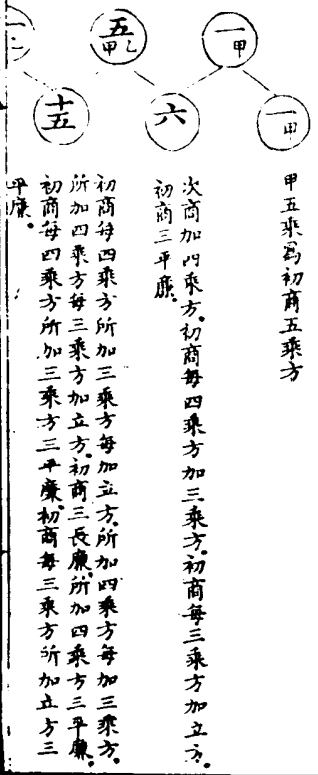 一甲
一甲
甲五乘爲初商五乘方
六
次商加四乘方。初商每四乘方加三乘方。初商每三乘方加立方。
初商三平廉。
五甲乙
十五
初商每四乘方所加三乘方每加立方。所加四乘方每加三乘方。
所加四乘方每三乘方加立方。初商三長廉。所加四乘方三平廉。
初商每四乘方所加三乘方三平廉。初商每三乘方所加立方三
平廉。